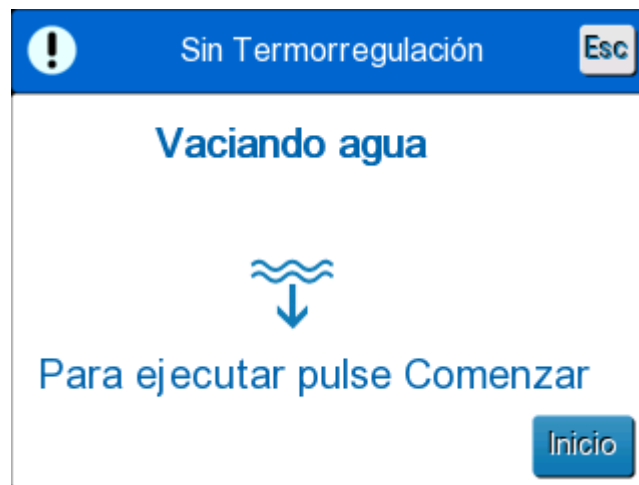 Sin Termorregulación
Esc
Vaciando agua
Para ejecutar pulse Comenzar
Inicio